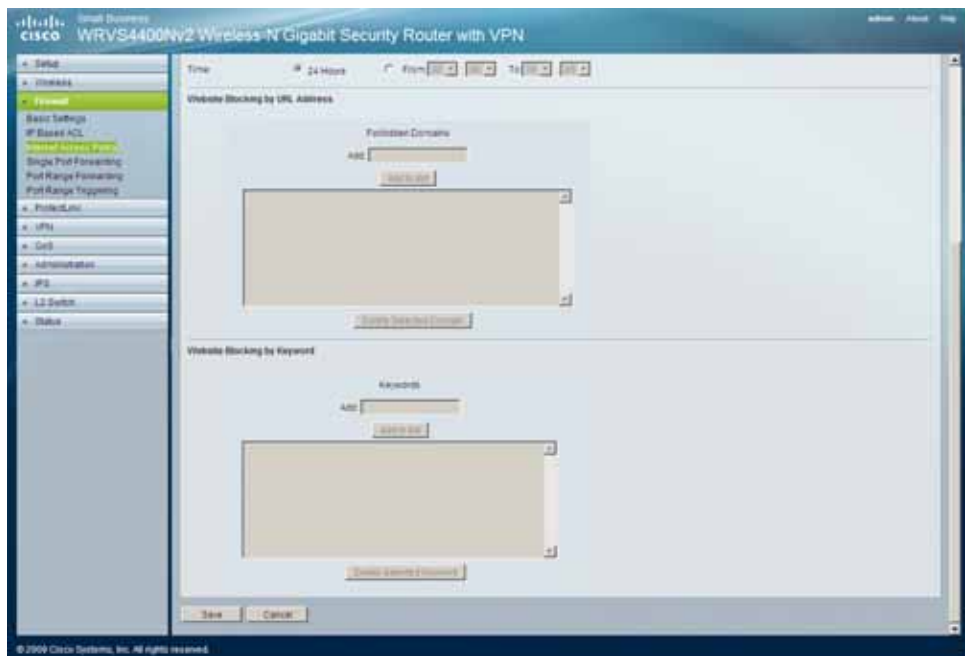 Small Business
cisco WRVS4400Nv2 Wireless-N Gigabit Security Router with VPN
admin About Help
Setup
Wireless
Firewall
Basic Settings
IP Based ACL
Internet Access Policy
Single Port Forwarding
Port Range Forwarding
Port Range Triggering
ProtectLink
VPN
QoS
Administration
IPS
L2 Switch
Status
Time: 24 Hours From To
Website Blocking by URL Address
Forbidden Domains
Add
Add to list
Delete Selected Domain
Website Blocking by Keyword
Keywords
Add
Add to list
Delete Selected Keyword
Save Cancel
© 2009 Cisco Systems, Inc. All rights reserved.